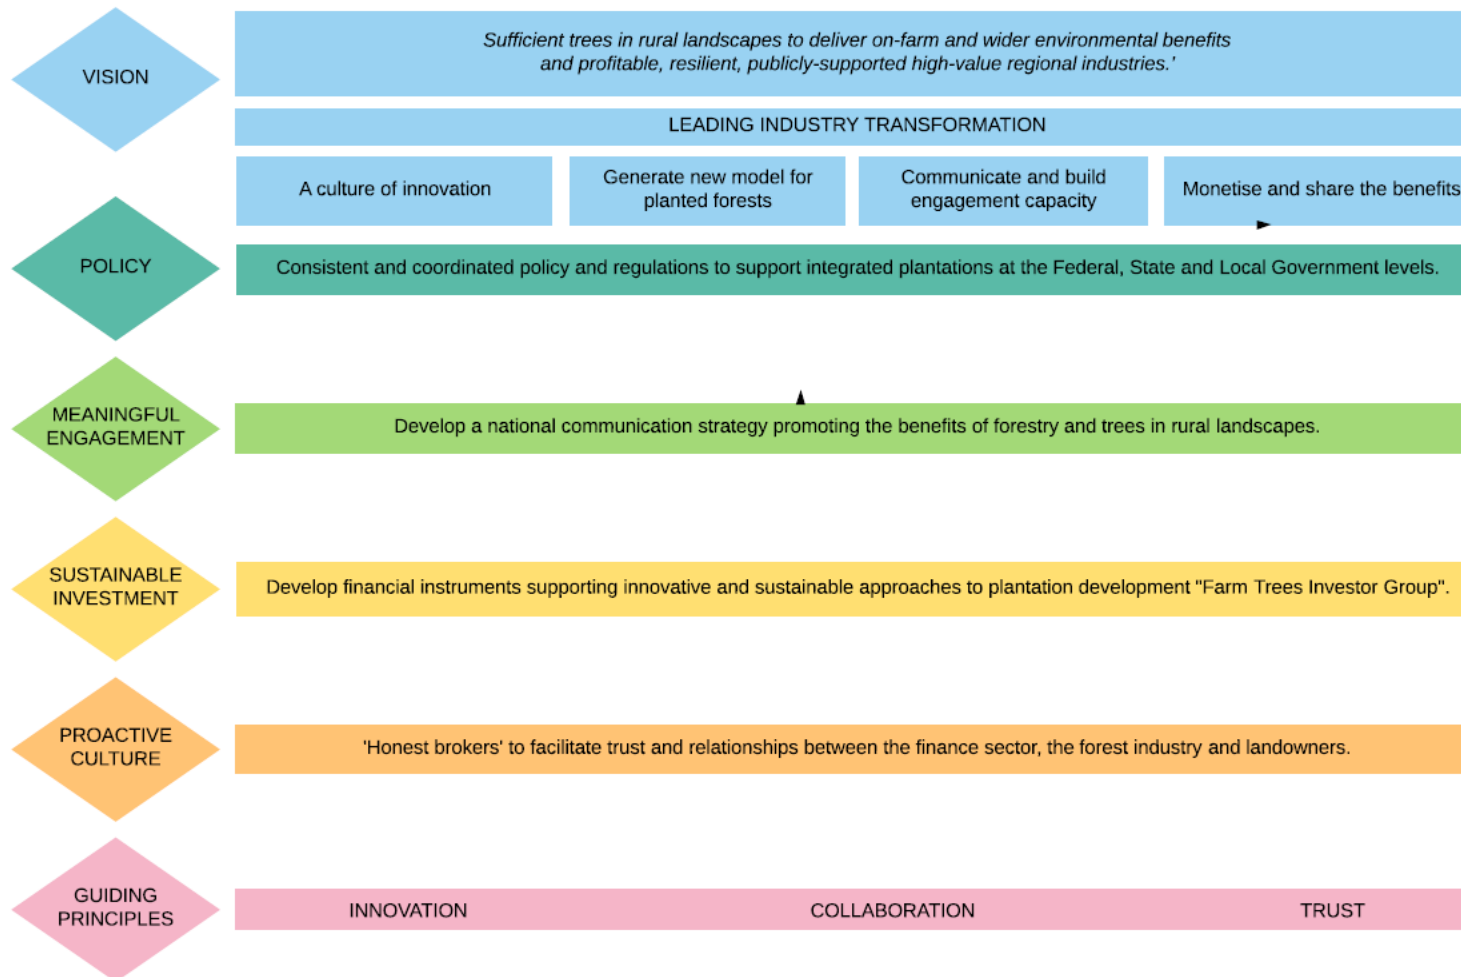 VISION
Sufficient trees in rural landscapes to deliver on-farm and wider environmental benefits
and profitable, resilient, publicly-supported high-value regional industries.'
LEADING INDUSTRY TRANSFORMATION
A culture of innovation
Generate new model for
planted forests
Communicate and build
engagement capacity
Monetise and share the benefits
POLICY
Consistent and coordinated policy and regulations to support integrated plantations at the Federal, State and Local Government levels.
MEANINGFUL
ENGAGEMENT
Develop a national communication strategy promoting the benefits of forestry and trees in rural landscapes.
SUSTAINABLE
INVESTMENT
Develop financial instruments supporting innovative and sustainable approaches to plantation development "Farm Trees Investor Group".
PROACTIVE
CULTURE
'Honest brokers' to facilitate trust and relationships between the finance sector, the forest industry and landowners.
GUIDING
PRINCIPLES
INNOVATION
COLLABORATION
TRUST